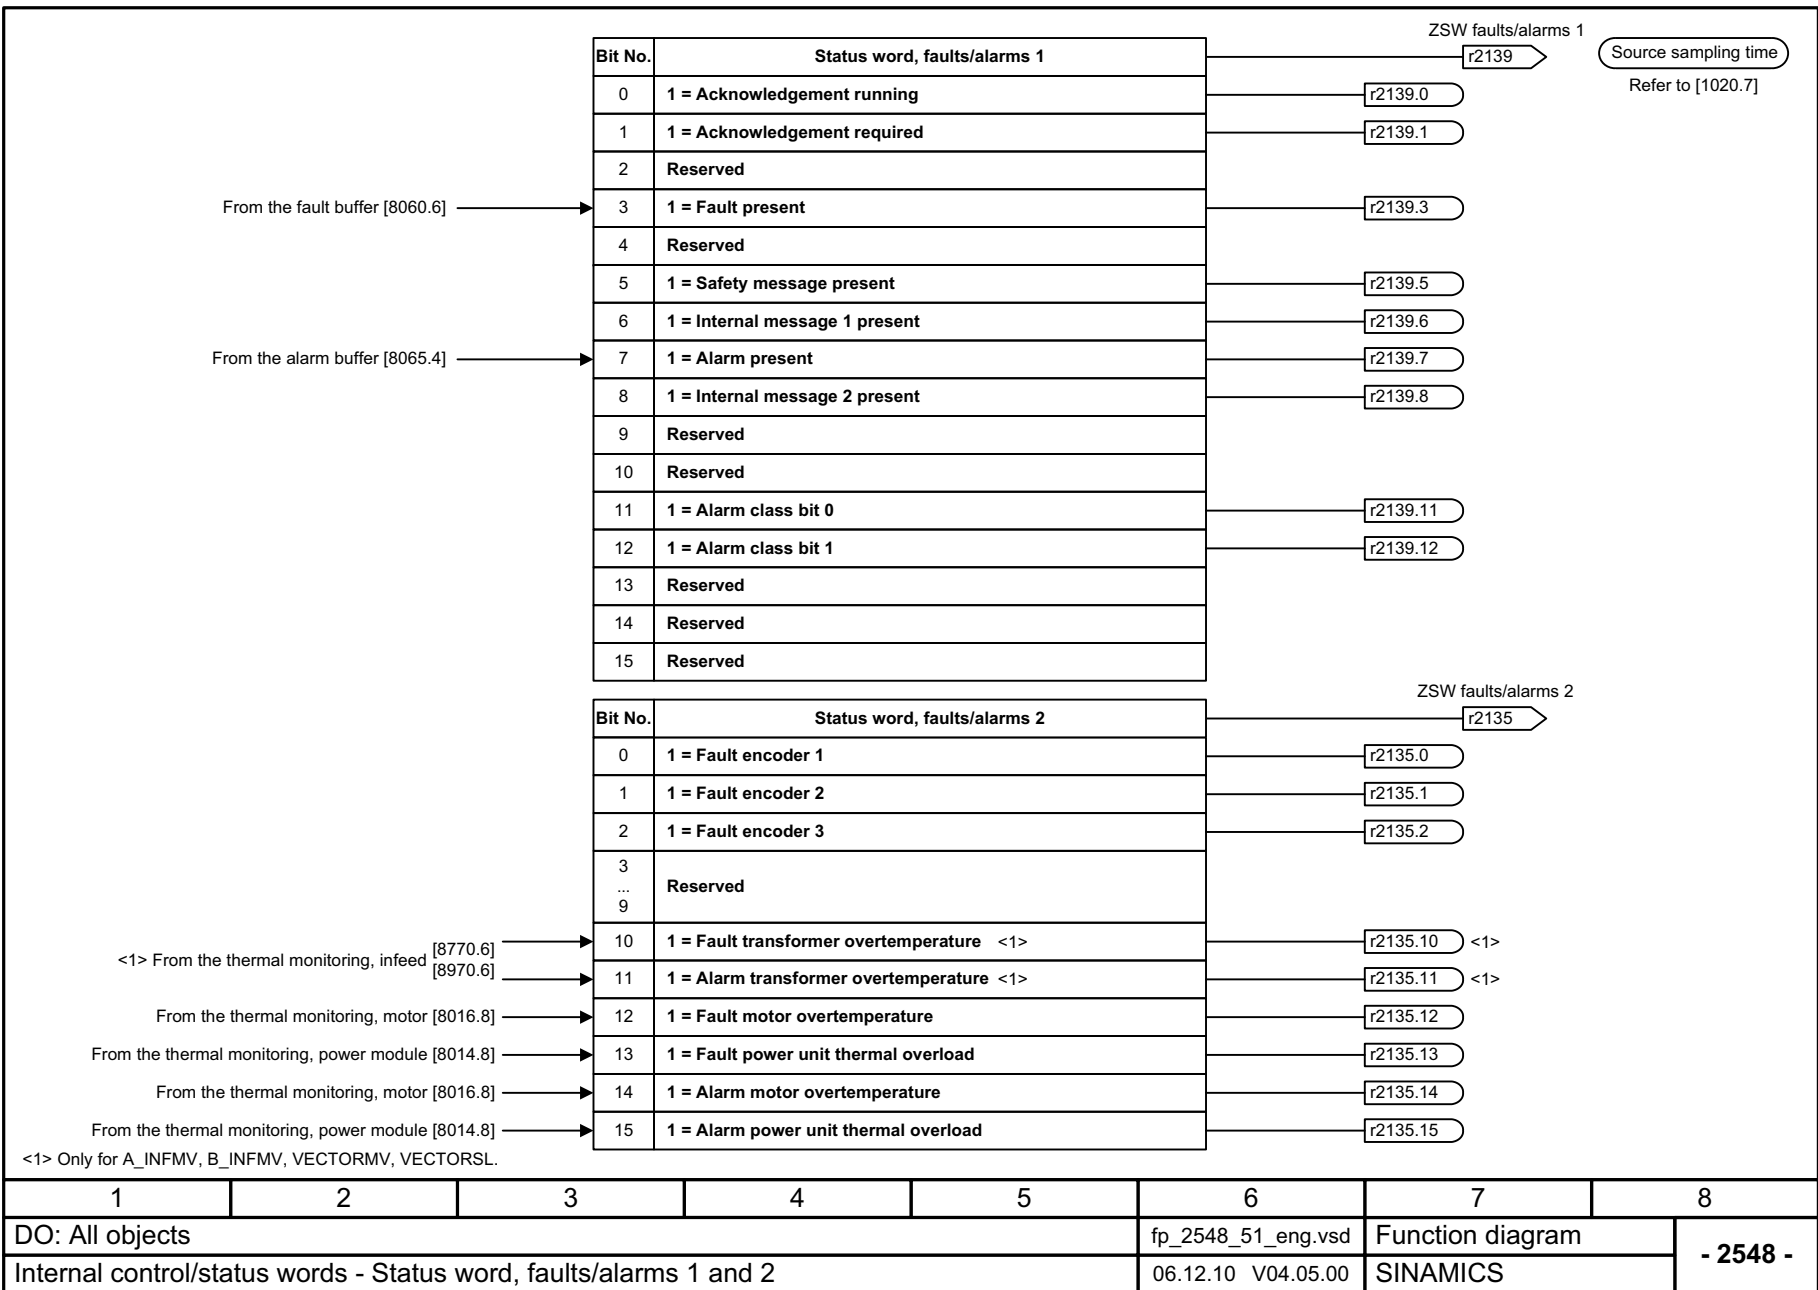 ZSW faults/alarms 1
Bit No. Status word, faults/alarms 1 r2139 Source sampling time
Refer to [1020.7]
0 1 = Acknowledgement running r2139.0
1 1 = Acknowledgement required r2139.1
2 Reserved
From the fault buffer [8060.6] 3 1 = Fault present r2139.3
4 Reserved
5 1 = Safety message present r2139.5
6 1 = Internal message 1 present r2139.6
From the alarm buffer [8065.4] 7 1 = Alarm present r2139.7
8 1 = Internal message 2 present r2139.8
9 Reserved
10 Reserved
11 1 = Alarm class bit 0 r2139.11
12 1 = Alarm class bit 1 r2139.12
13 Reserved
14 Reserved
15 Reserved
ZSW faults/alarms 2
Bit No. Status word, faults/alarms 2 r2135
0 1 = Fault encoder 1 r2135.0
1 1 = Fault encoder 2 r2135.1
2 1 = Fault encoder 3 r2135.2
3
... Reserved
9
<1> From the thermal monitoring, infeed [8770.6] 10 1 = Fault transformer overtemperature <1> r2135.10 <1>
[8970.6] 11 1 = Alarm transformer overtemperature <1> r2135.11 <1>
From the thermal monitoring, motor [8016.8] 12 1 = Fault motor overtemperature r2135.12
From the thermal monitoring, power module [8014.8] 13 1 = Fault power unit thermal overload r2135.13
From the thermal monitoring, motor [8016.8] 14 1 = Alarm motor overtemperature r2135.14
From the thermal monitoring, power module [8014.8] 15 1 = Alarm power unit thermal overload r2135.15
<1> Only for A_INFMV, B_INFMV, VECTORMV, VECTORSL.
1 2 3 4 5 6 7 8
DO: All objects fp_2548_51_eng.vsd Function diagram - 2548 -
Internal control/status words - Status word, faults/alarms 1 and 2 06.12.10 V04.05.00 SINAMICS